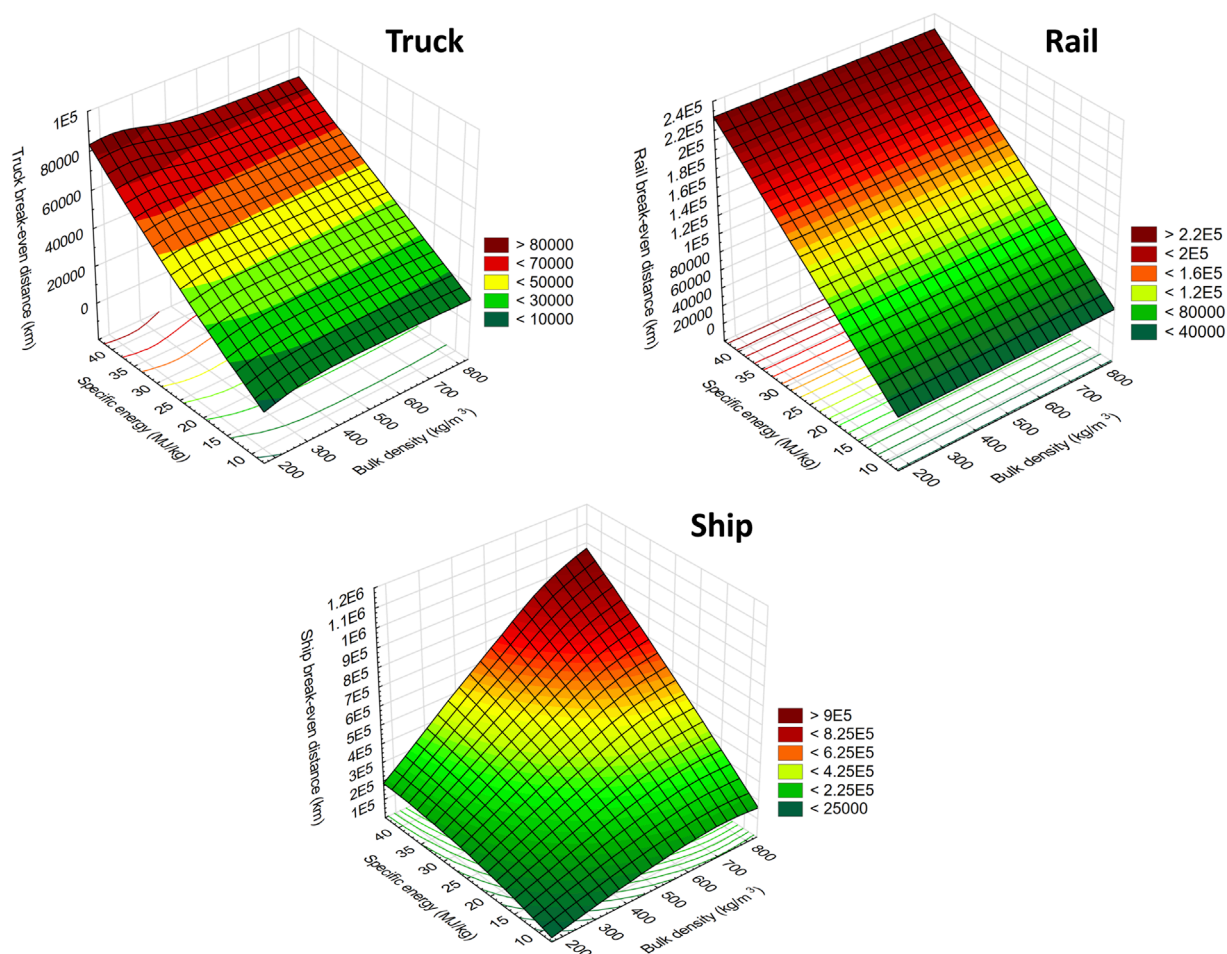 Truck
1E5
80000
60000
40000
20000
0
Truck break-even distance (km)
40
35
30
25
20
15
10
Specific energy (MJ/kg)
200
300
400
500
600
700
800
Bulk density (kg/m³)
> 80000
< 70000
< 50000
< 30000
< 10000
Rail
2.4E5
2.2E5
2E5
1.8E5
1.6E5
1.4E5
1.2E5
1E5
80000
60000
40000
20000
0
Rail break-even distance (km)
40
35
30
25
20
15
10
Specific energy (MJ/kg)
200
300
400
500
600
700
800
Bulk density (kg/m³)
> 2.2E5
< 2E5
< 1.6E5
< 1.2E5
< 80000
< 40000
Ship
1.2E6
1.1E6
1E6
9E5
8E5
7E5
6E5
5E5
4E5
3E5
2E5
1E5
Ship break-even distance (km)
40
35
30
25
20
15
10
Specific energy (MJ/kg)
200
300
400
500
600
700
800
Bulk density (kg/m³)
> 9E5
< 8.25E5
< 6.25E5
< 4.25E5
< 2.25E5
< 25000